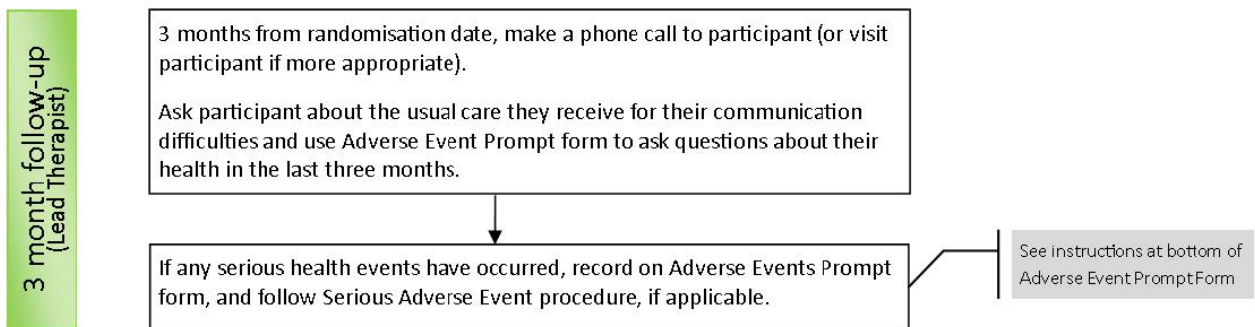 3 month follow-up
(Lead Therapist)
3 months from randomisation date, make a phone call to participant (or visit
participant if more appropriate).
Ask participant about the usual care they receive for their communication
difficulties and use Adverse Event Prompt form to ask questions about their
health in the last three months.
If any serious health events have occurred, record on Adverse Events Prompt
form, and follow Serious Adverse Event procedure, if applicable.
See instructions at bottom of
Adverse Event Prompt Form